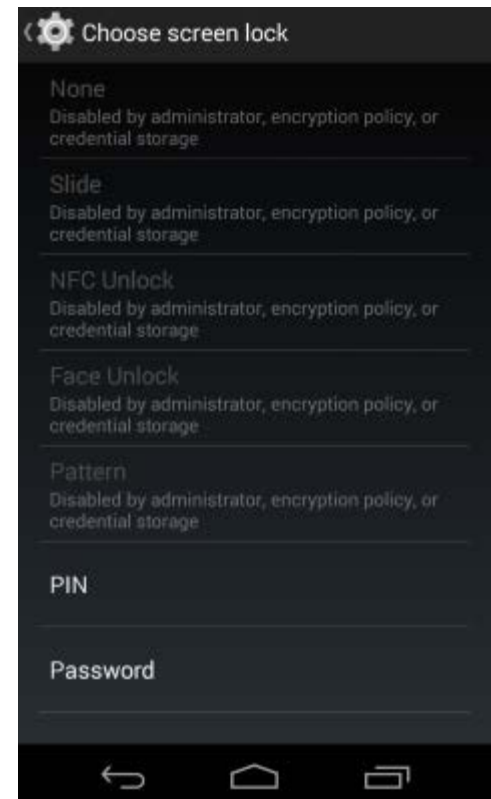 Choose screen lock
None
Disabled by administrator, encryption policy, or
credential storage
Slide
Disabled by administrator, encryption policy, or
credential storage
NFC Unlock
Disabled by administrator, encryption policy, or
credential storage
Face Unlock
Disabled by administrator, encryption policy, or
credential storage
Pattern
Disabled by administrator, encryption policy, or
credential storage
PIN
Password